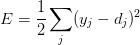 E = \frac{1}{2} \sum_{j} (y_j - d_j)^2